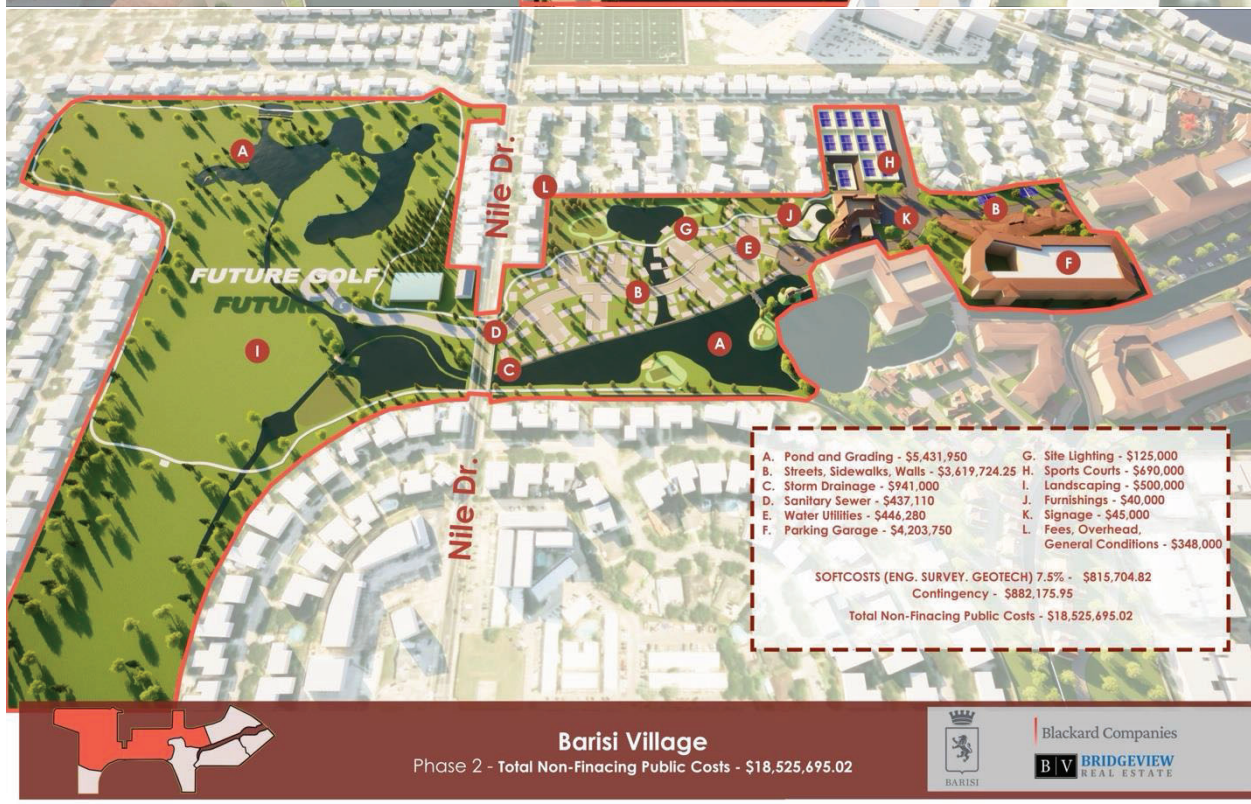 A
Nile Dr.
L
H
J
B
G
K
E
F
FUTURE GOLF
B
D
A
I
C
A. Pond and Grading - $5,431,950
B. Streets, Sidewalks, Walls - $3,619,724.25
C. Storm Drainage - $941,000
D. Sanitary Sewer - $437,110
E. Water Utilities - $446,280
F. Parking Garage - $4,203,750
G. Site Lighting - $125,000
H. Sports Courts - $690,000
I. Landscaping - $500,000
J. Furnishings - $40,000
K. Signage - $45,000
L. Fees, Overhead,
General Conditions - $348,000
Nile Dr.
SOFTCOSTS (ENG. SURVEY. GEOTECH) 7.5% - $815,704.82
Contingency - $882,175.95
Total Non-Finacing Public Costs - $18,525,695.02
Barisi Village
Phase 2 - Total Non-Finacing Public Costs - $18,525,695.02
BARISI
Blackard Companies
B V BRIDGEVIEW
REAL ESTATE